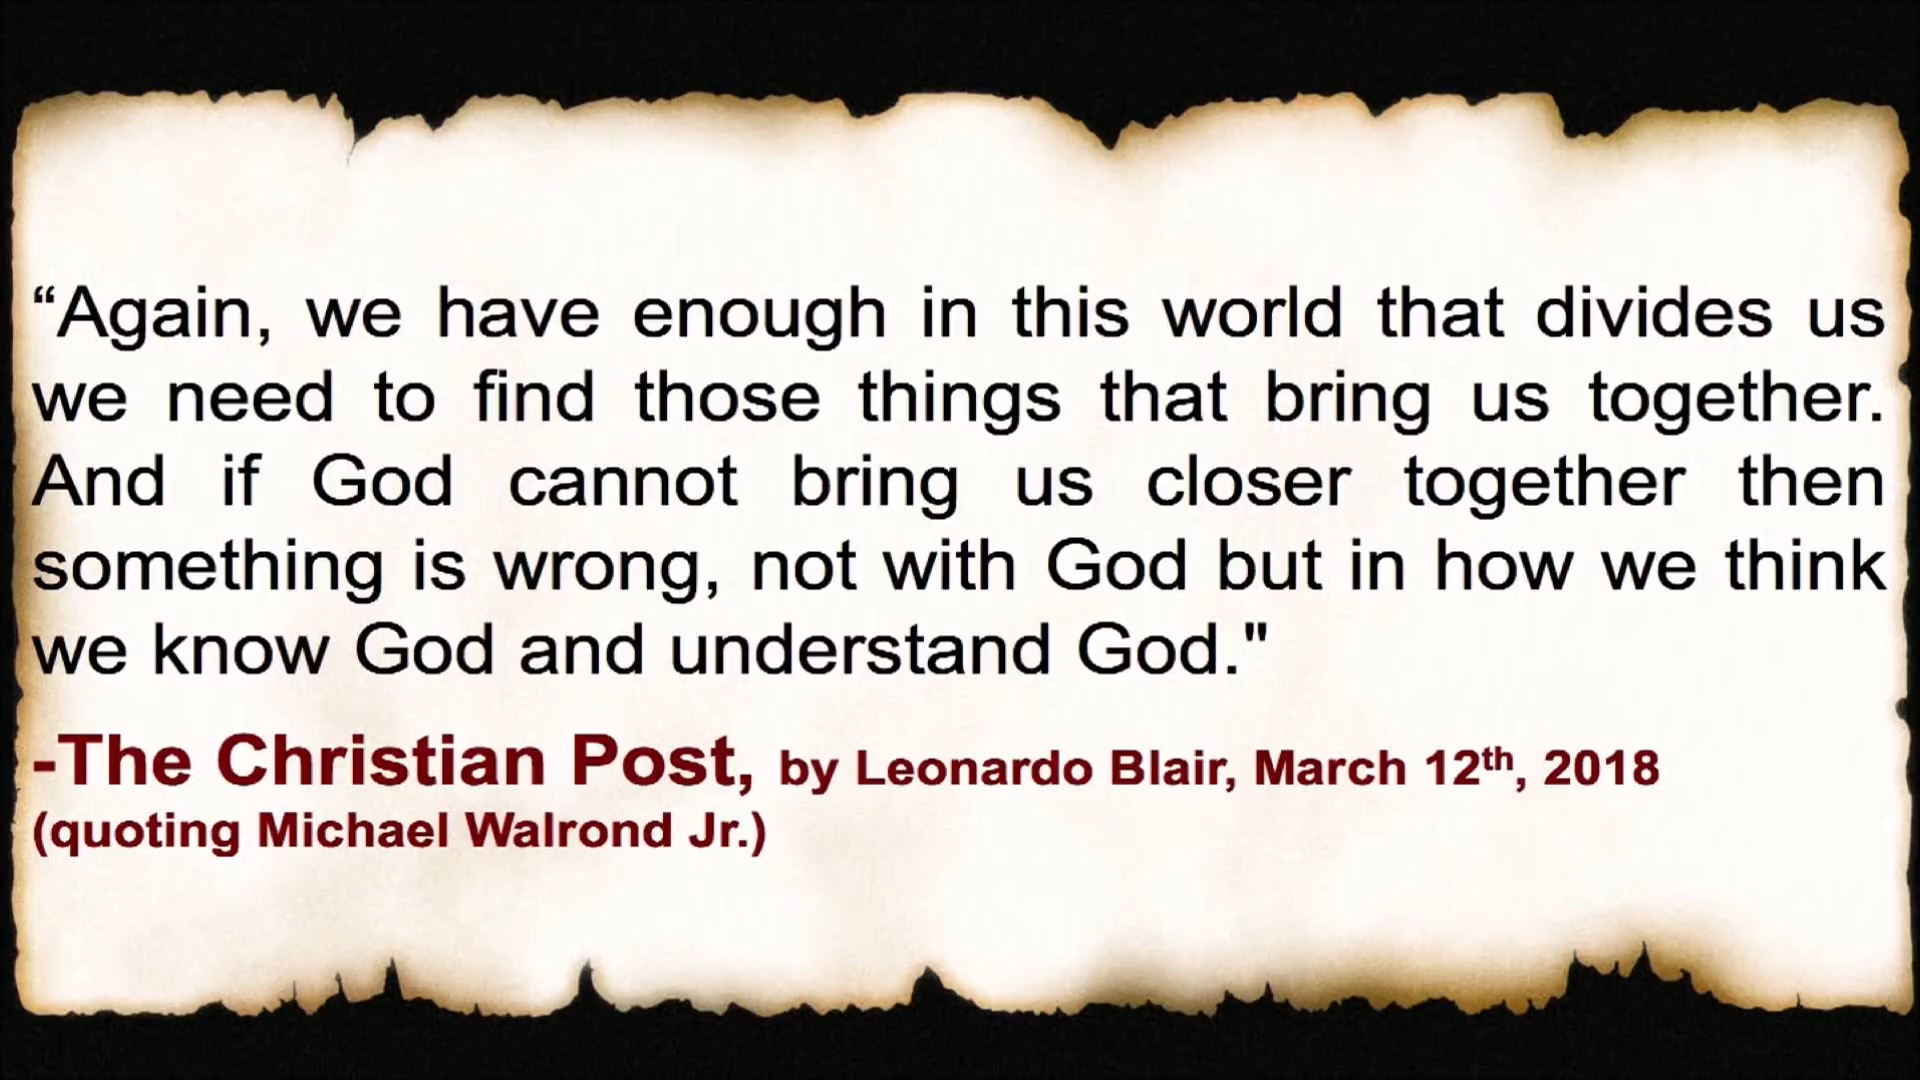 “Again, we have enough in this world that divides us
we need to find those things that bring us together.
And if God cannot bring us closer together then
something is wrong, not with God but in how we think
we know God and understand God."
-The Christian Post, by Leonardo Blair, March 12th, 2018
(quoting Michael Walrond Jr.)